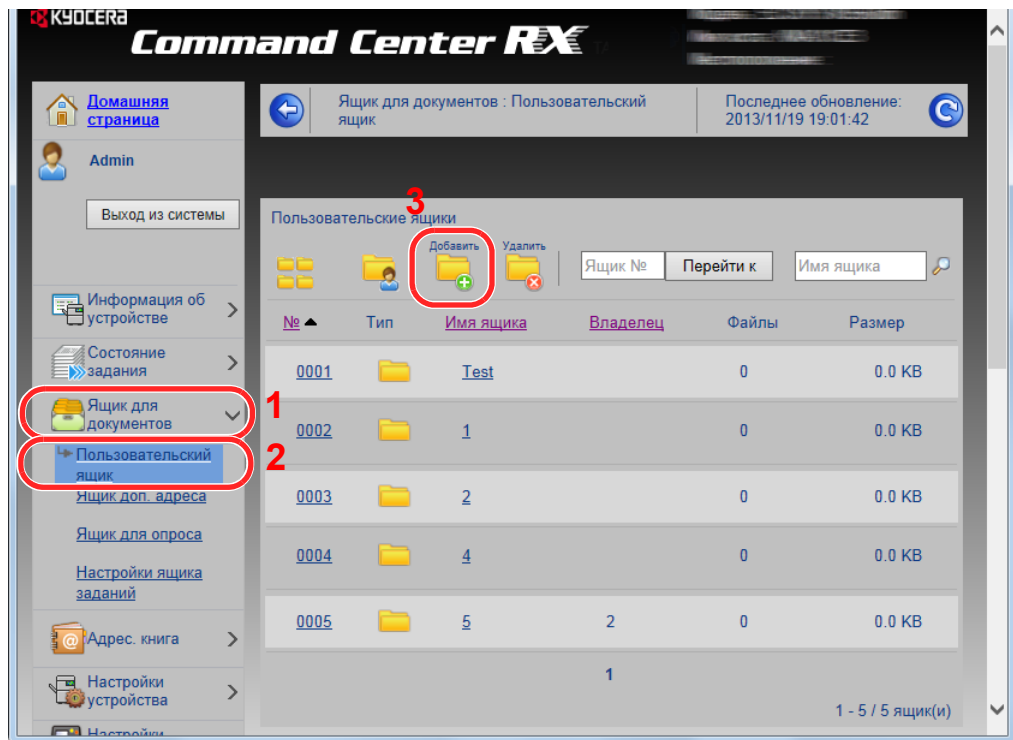 KYOCERA
Command Center RX
Домашняя
страница
Ящик для документов : Пользовательский
ящик
Последнее обновление:
2013/11/19 19:01:42
Admin
Выход из системы
3
Пользовательские ящики
Добавить
Удалить
Ящик №
Перейти к
Имя ящика
Информация об
устройстве
№ Тип Имя ящика Владелец Файлы Размер
Состояние
задания
0001 Test 0 0.0 KB
Ящик для
документов
1
0002 1 0 0.0 KB
Пользовательский
ящик
2
Ящик доп. адреса
0003 2 0 0.0 KB
Ящик для опроса
0004 4 0 0.0 KB
Настройки ящика
заданий
0005 5 2 0 0.0 KB
Адрес. книга
1
Настройки
устройства
1 - 5 / 5 ящик(и)
Настройки